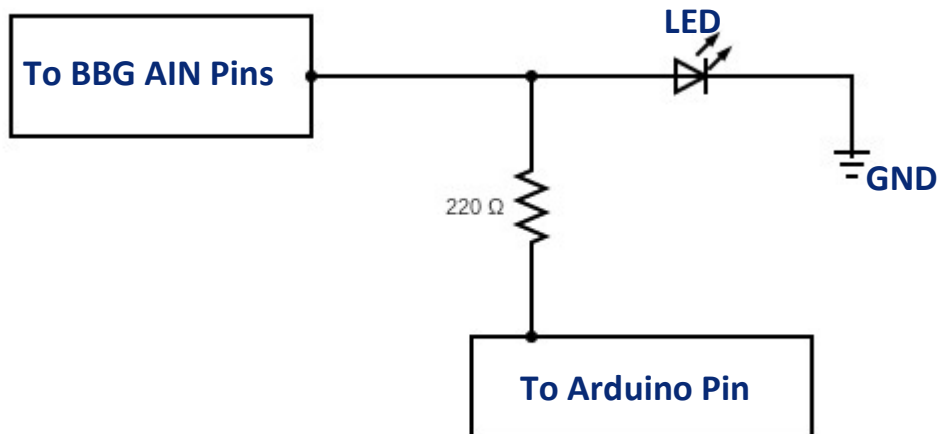 LED
To BBG AIN Pins
GND
220 Ω
To Arduino Pin